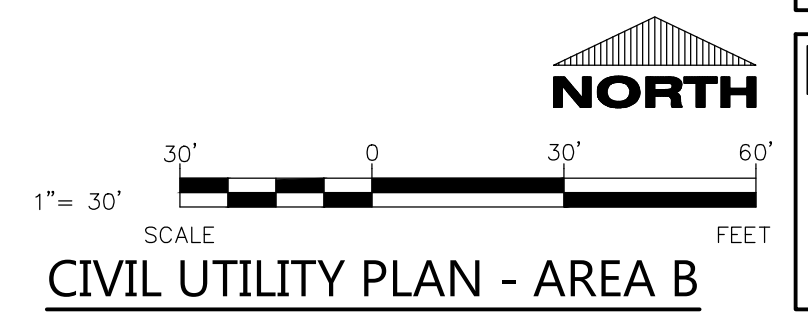 NORTH
30' 0 30' 60'
1"= 30'
SCALE FEET
CIVIL UTILITY PLAN - AREA B